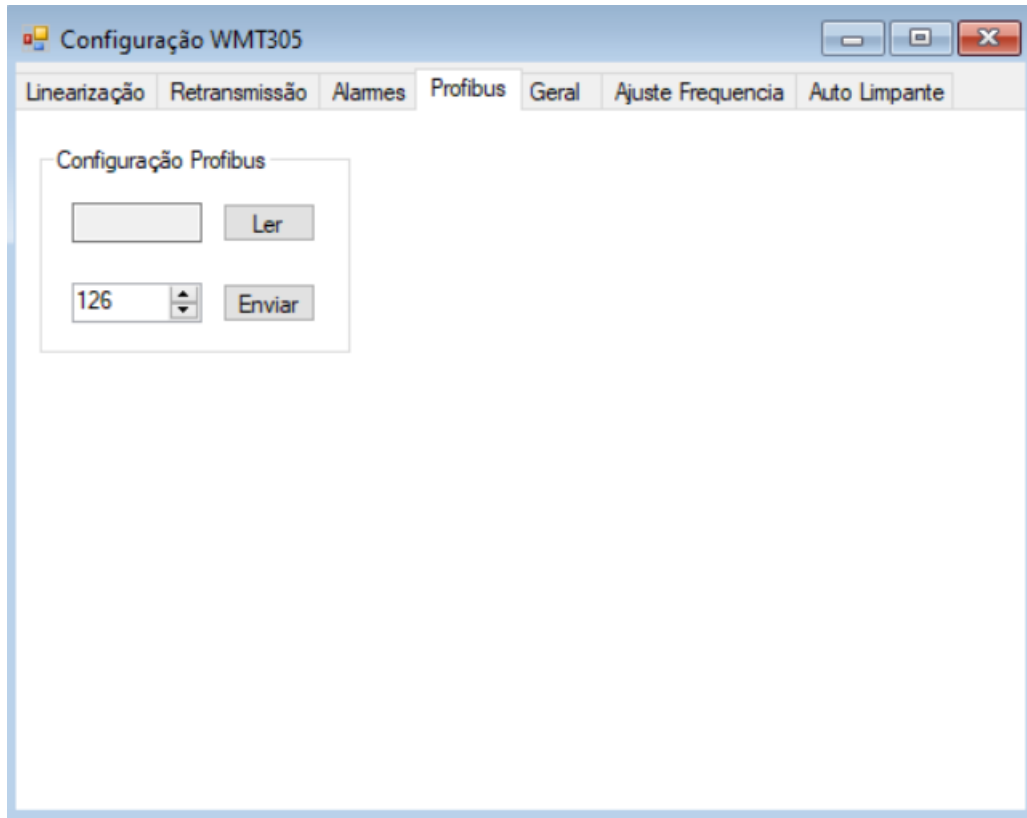 Configuração WMT305
Linearização Retransmissão Alarmes Profibus Geral Ajuste Frequencia Auto Limpante
Configuração Profibus
Ler
126 Enviar